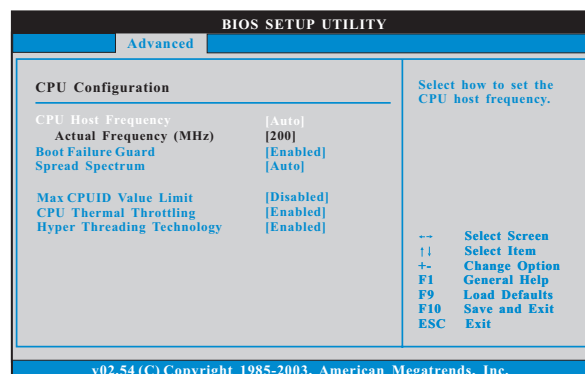 BIOS SETUP UTILITY
Advanced
CPU Configuration
CPU Host Frequency [Auto]
Actual Frequency (MHz) [200]
Boot Failure Guard [Enabled]
Spread Spectrum [Auto]
Max CPUID Value Limit [Disabled]
CPU Thermal Throttling [Enabled]
Hyper Threading Technology [Enabled]
Select how to set the
CPU host frequency.
←→ Select Screen
↑↓ Select Item
+- Change Option
F1 General Help
F9 Load Defaults
F10 Save and Exit
ESC Exit
v02.54 (C) Copyright 1985-2003, American Megatrends, Inc.